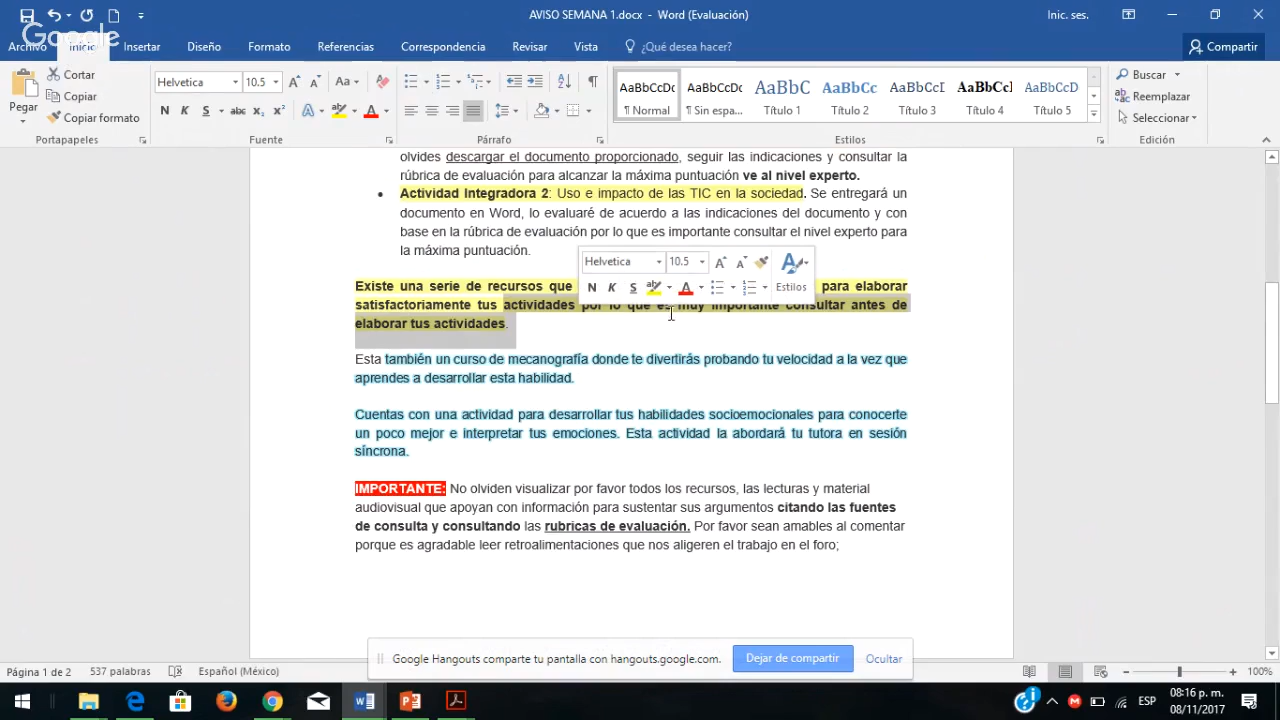 AVISO SEMANA 1.docx - Word (Evaluación)
Inic. ses.
Google
Archivo Inicio Insertar Diseño Formato Referencias Correspondencia Revisar Vista ¿Qué desea hacer? Compartir
Pegar
Cortar
Copiar
Copiar formato
Portapapeles
Helvetica 10.5 Aa
N K S abc x₂ x² A A
Fuente
Párrafo
AaBbCcDc AaBbCcDc AaBbC AaBbCc AaBbCcI AaBbCcI AaBbCcI
¶ Normal ¶ Sin espa... Título 1 Título 2 Título 3 Título 4 Título 5
Estilos
Buscar
Reemplazar
Seleccionar
Edición
olvides descargar el documento proporcionado, seguir las indicaciones y consultar la
rúbrica de evaluación para alcanzar la máxima puntuación ve al nivel experto.
• Actividad Integradora 2: Uso e impacto de las TIC en la sociedad. Se entregará un
documento en Word, lo evaluaré de acuerdo a las indicaciones del documento y con
base en la rúbrica de evaluación por lo que es importante consultar el nivel experto para
la máxima puntuación.
Helvetica 10.5
N K S A Estilos
Existe una serie de recursos que para elaborar
satisfactoriamente tus actividades por lo que es muy importante consultar antes de
elaborar tus actividades.
Esta también un curso de mecanografía donde te divertirás probando tu velocidad a la vez que
aprendes a desarrollar esta habilidad.
Cuentas con una actividad para desarrollar tus habilidades socioemocionales para conocerte
un poco mejor e interpretar tus emociones. Esta actividad la abordará tu tutora en sesión
síncrona.
IMPORTANTE: No olviden visualizar por favor todos los recursos, las lecturas y material
audiovisual que apoyan con información para sustentar sus argumentos citando las fuentes
de consulta y consultando las rubricas de evaluación. Por favor sean amables al comentar
porque es agradable leer retroalimentaciones que nos aligeren el trabajo en el foro;
Google Hangouts comparte tu pantalla con hangouts.google.com. Dejar de compartir Ocultar
Página 1 de 2 537 palabras Español (México) 100%
ESP
08:16 p. m.
08/11/2017